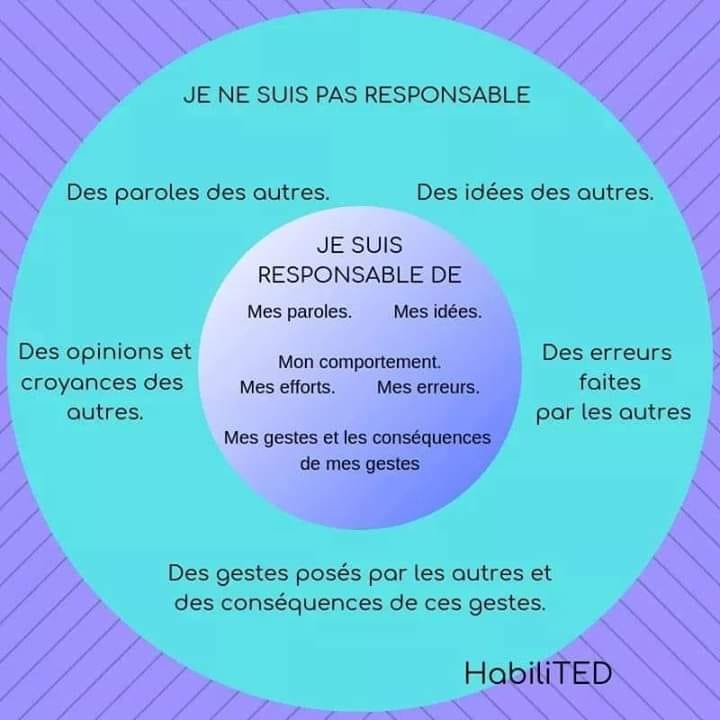 JE NE SUIS PAS RESPONSABLE
Des paroles des autres.
Des idées des autres.
JE SUIS
RESPONSABLE DE
Mes paroles. Mes idées.
Mon comportement.
Mes efforts. Mes erreurs.
Mes gestes et les conséquences
de mes gestes
Des opinions et
croyances des
autres.
Des erreurs
faites
par les autres
Des gestes posés par les autres et
des conséquences de ces gestes.
HabiliTED